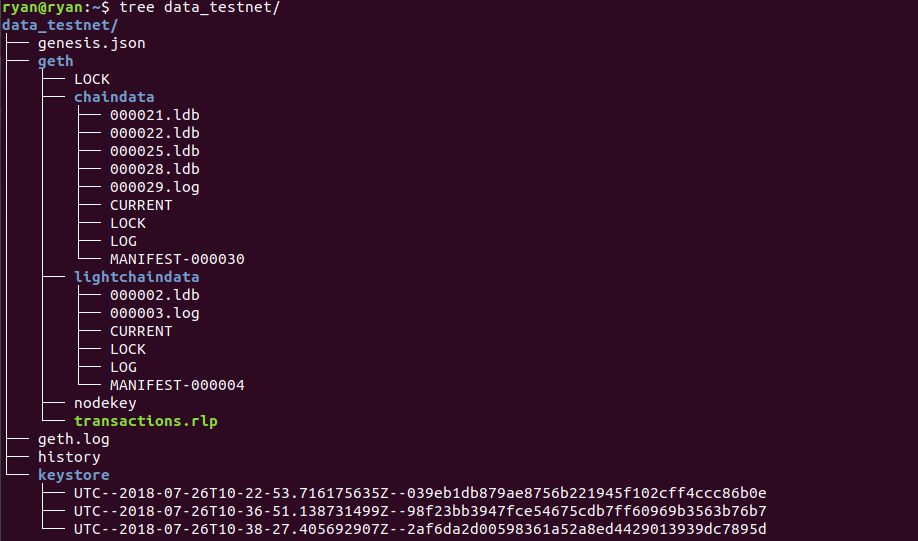 ryan@ryan:~$ tree data_testnet/
data_testnet/
├── genesis.json
├── geth
│   ├── LOCK
│   ├── chaindata
│   │   ├── 000021.ldb
│   │   ├── 000022.ldb
│   │   ├── 000025.ldb
│   │   ├── 000028.ldb
│   │   ├── 000029.log
│   │   ├── CURRENT
│   │   ├── LOCK
│   │   ├── LOG
│   │   └── MANIFEST-000030
│   ├── lightchaindata
│   │   ├── 000002.ldb
│   │   ├── 000003.log
│   │   ├── CURRENT
│   │   ├── LOCK
│   │   ├── LOG
│   │   └── MANIFEST-000004
│   ├── nodekey
│   └── transactions.rlp
├── geth.log
├── history
└── keystore
    ├── UTC--2018-07-26T10-22-53.716175635Z--039eb1db879ae8756b221945f102cff4ccc86b0e
    ├── UTC--2018-07-26T10-36-51.138731499Z--98f23bb3947fce54675cdb7ff60969b3563b76b7
    └── UTC--2018-07-26T10-38-27.405692907Z--2af6da2d00598361a52a8ed4429013939dc7895d